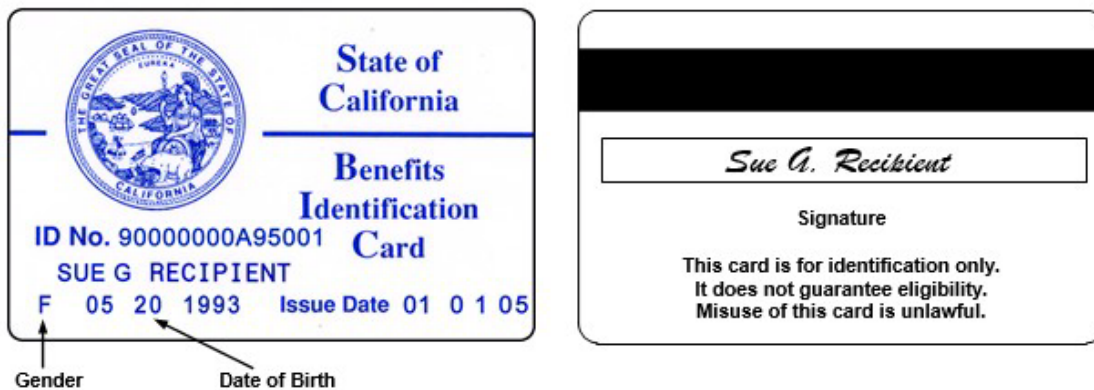 THE GREAT SEAL OF THE STATE OF CALIFORNIA
EUREKA
State of
California
Benefits
Identification
Card
ID No. 90000000A95001
SUE G RECIPIENT
F 05 20 1993 Issue Date 01 0 1 05
Gender Date of Birth
Sue G. Recipient
Signature
This card is for identification only.
It does not guarantee eligibility.
Misuse of this card is unlawful.